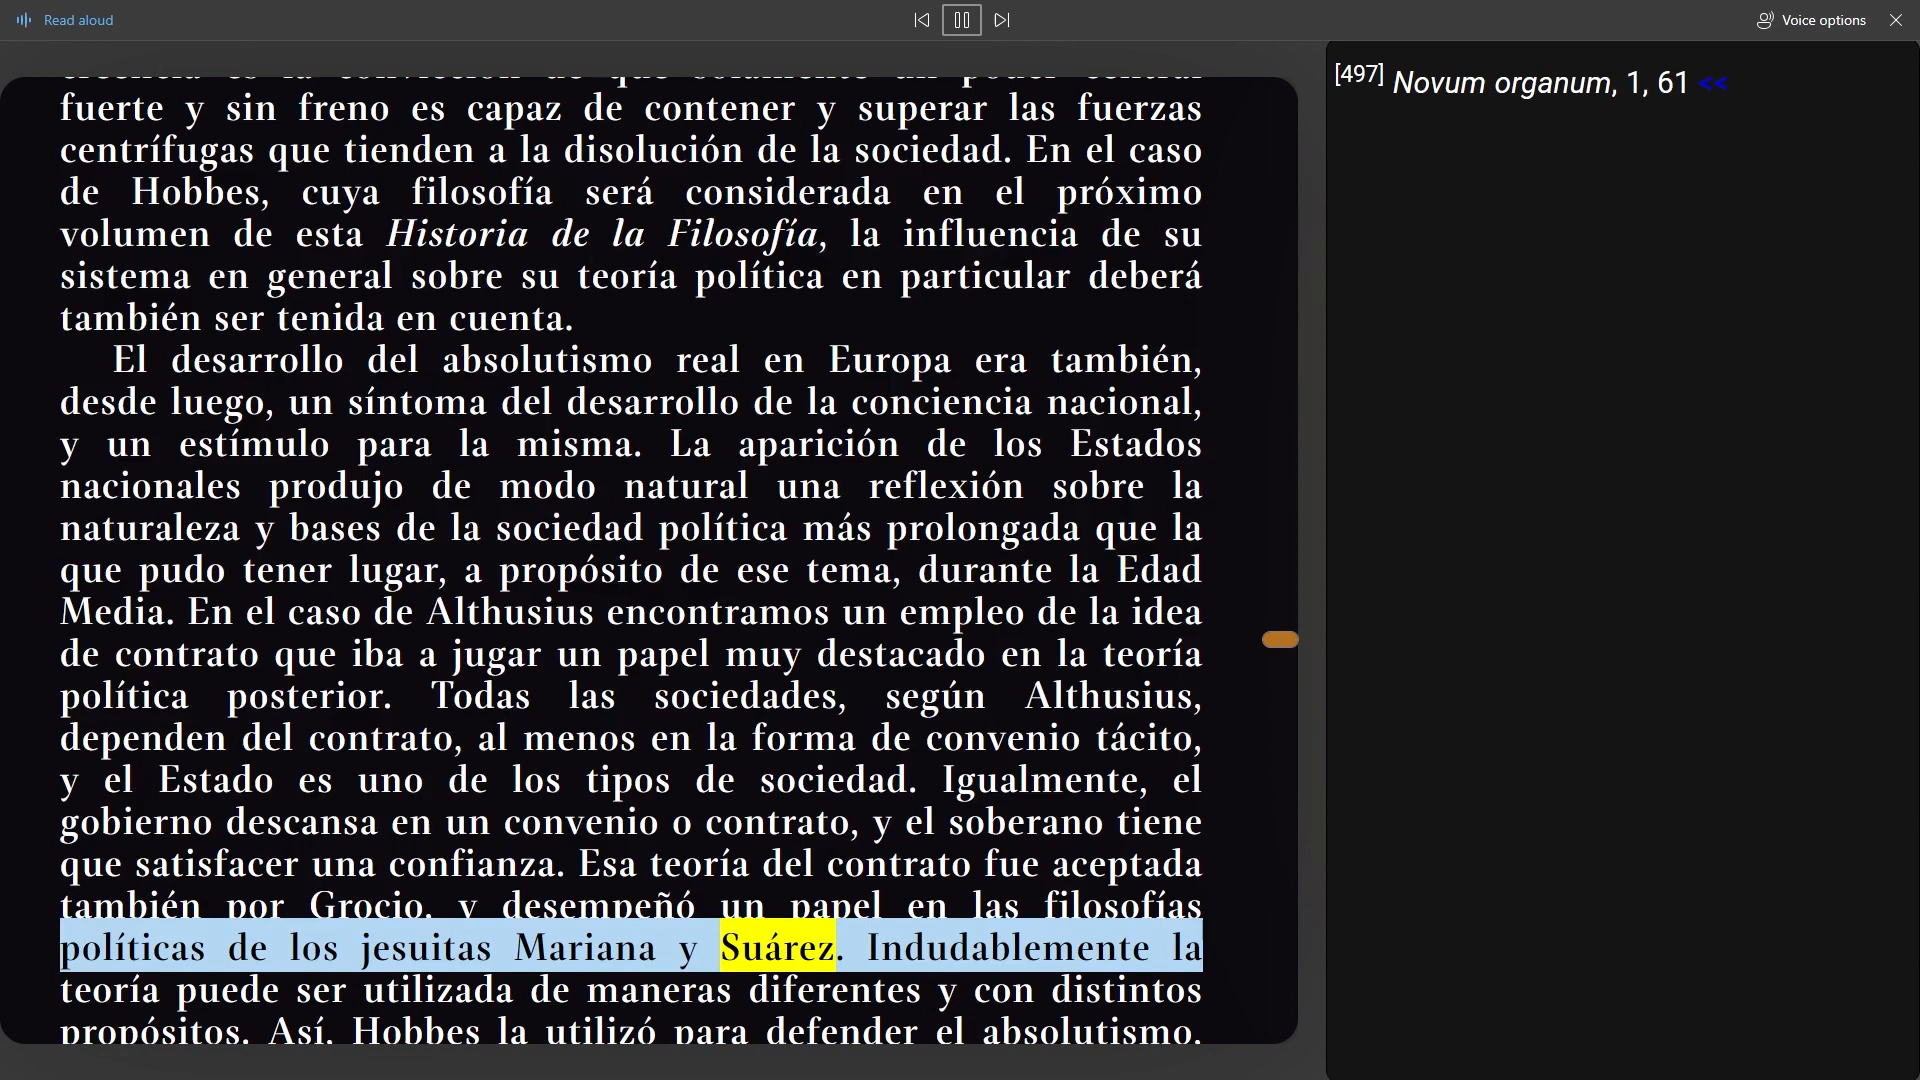 Read aloud
Voice options
creencia es la convicción de que solamente un poder central
fuerte y sin freno es capaz de contener y superar las fuerzas
centrífugas que tienden a la disolución de la sociedad. En el caso
de Hobbes, cuya filosofía será considerada en el próximo
volumen de esta Historia de la Filosofía, la influencia de su
sistema en general sobre su teoría política en particular deberá
también ser tenida en cuenta.
El desarrollo del absolutismo real en Europa era también,
desde luego, un síntoma del desarrollo de la conciencia nacional,
y un estímulo para la misma. La aparición de los Estados
nacionales produjo de modo natural una reflexión sobre la
naturaleza y bases de la sociedad política más prolongada que la
que pudo tener lugar, a propósito de ese tema, durante la Edad
Media. En el caso de Althusius encontramos un empleo de la idea
de contrato que iba a jugar un papel muy destacado en la teoría
política posterior. Todas las sociedades, según Althusius,
dependen del contrato, al menos en la forma de convenio tácito,
y el Estado es uno de los tipos de sociedad. Igualmente, el
gobierno descansa en un convenio o contrato, y el soberano tiene
que satisfacer una confianza. Esa teoría del contrato fue aceptada
también por Grocio, y desempeñó un papel en las filosofías
políticas de los jesuitas Mariana y Suárez. Indudablemente la
teoría puede ser utilizada de maneras diferentes y con distintos
propósitos. Así, Hobbes la utilizó para defender el absolutismo,
[497] Novum organum, 1, 61 <<